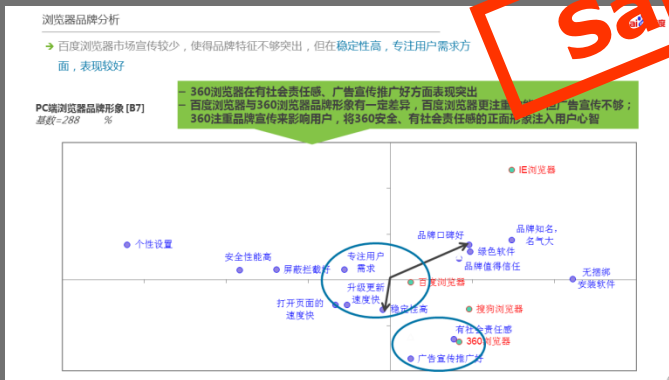 浏览器品牌分析
→ 百度浏览器市场宣传较少，使得品牌特征不够突出，但在稳定性高，专注用户需求方
面，表现较好
Sa
－ 360浏览器在有社会责任感、广告宣传推广好方面表现突出
－ 百度浏览器与360浏览器品牌形象有一定差异，百度浏览器更注重 广告宣传不够；
360注重品牌宣传来影响用户，将360安全、有社会责任感的正面形象注入用户心智
PC端浏览器品牌形象 [B7]
基数=288 %
IE浏览器
品牌口碑好
品牌知名，
名气大
个性设置
绿色软件
安全性能高
专注用户
需求
品牌值得信任
屏蔽拦截好
无捆绑
安装软件
百度浏览器
升级更新
速度快
打开页面的
速度快
稳定性高
搜狗浏览器
有社会责任感
360浏览器
广告宣传推广好